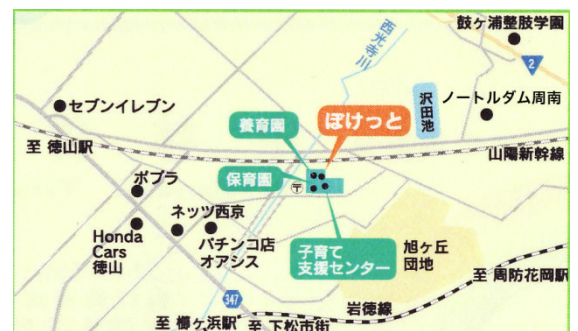 鼓ヶ浦整肢学園
2
西光寺川
セブンイレブン
養育園
ぽけっと
沢田池
ノートルダム周南
至 徳山駅
山陽新幹線
ポプラ
保育園
〒
ネッツ西京
Honda
Cars
徳山
パチンコ店
オアシス
子育て
支援センター
旭ヶ丘
団地
至 周防花岡駅
347
岩徳線
至 櫛ヶ浜駅
至 下松市街